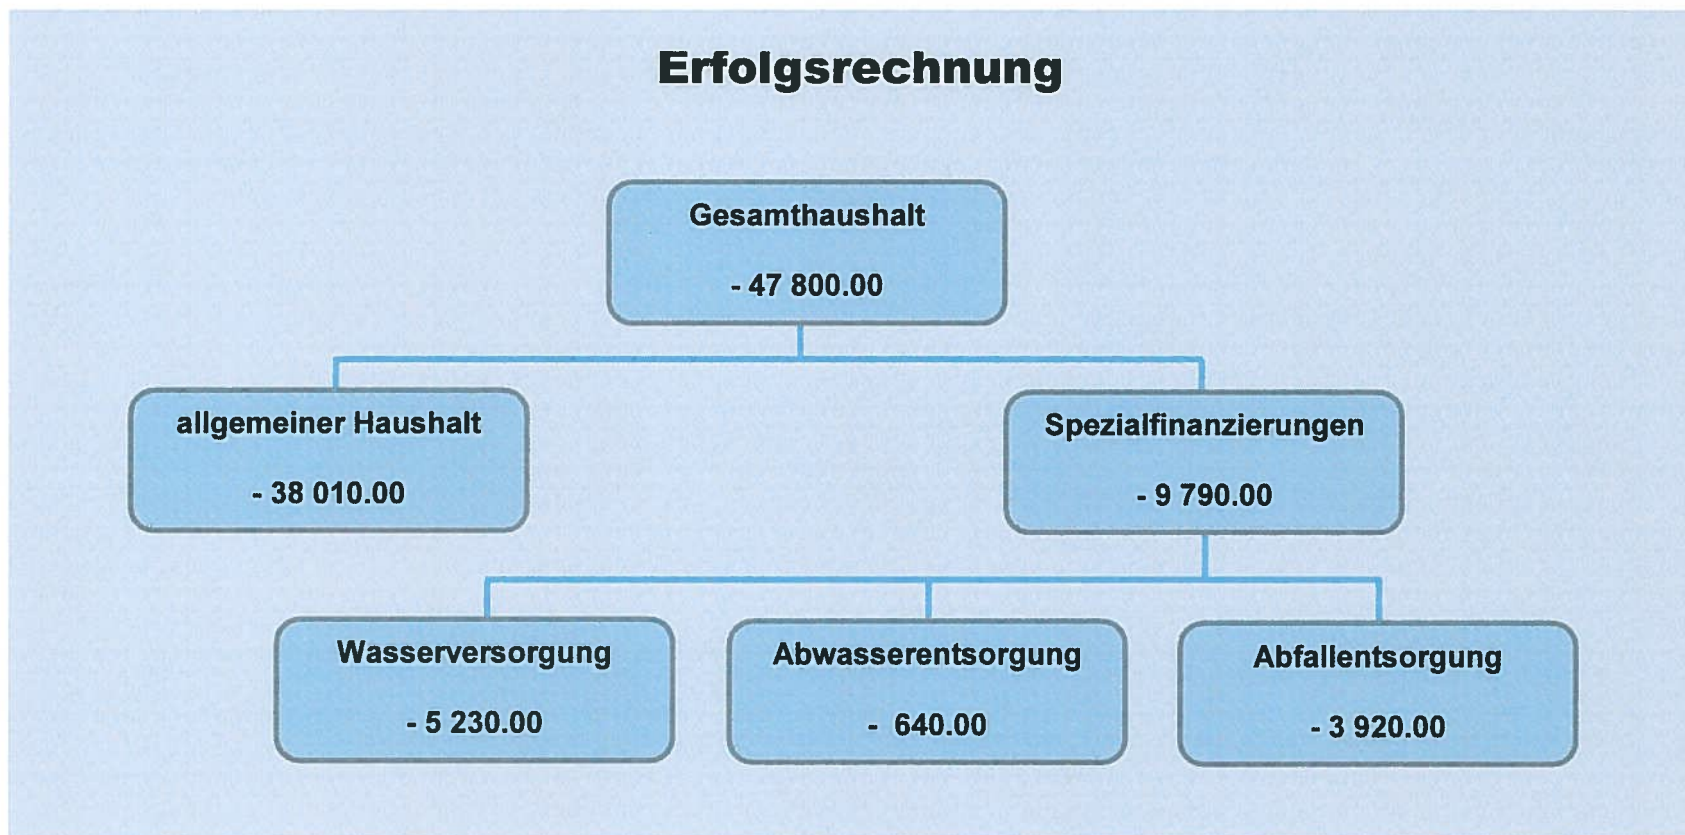 Erfolgsrechnung
Gesamthaushalt
- 47 800.00
allgemeiner Haushalt
- 38 010.00
Spezialfinanzierungen
- 9 790.00
Wasserversorgung
- 5 230.00
Abwasserentsorgung
- 640.00
Abfallentsorgung
- 3 920.00